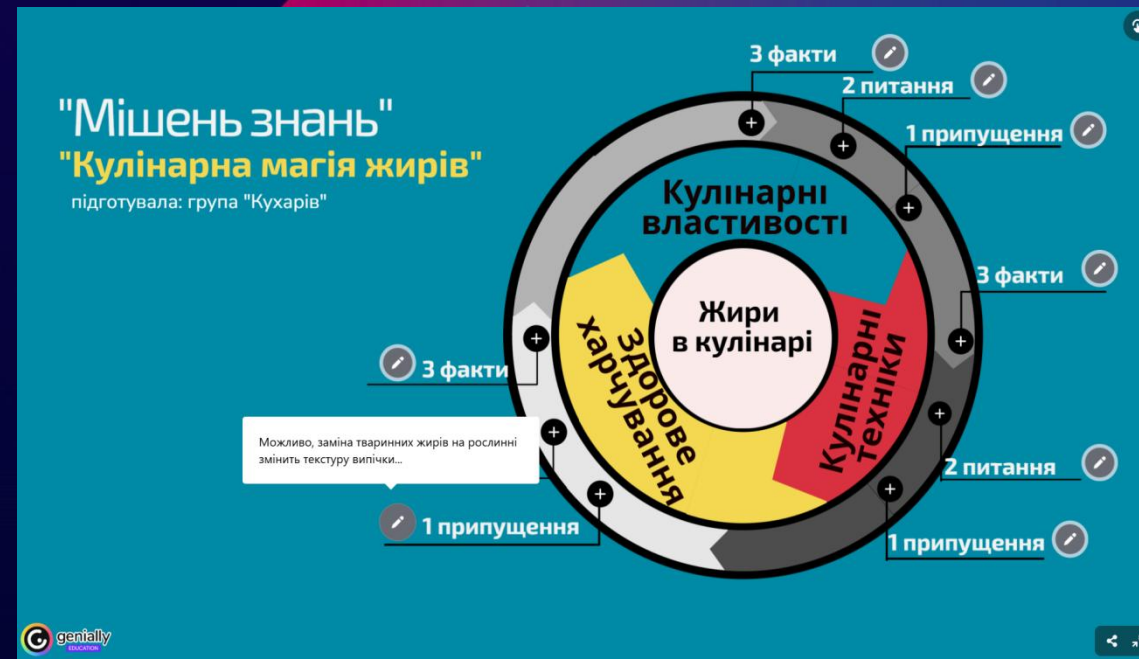 "Мішень знань"
"Кулінарна магія жирів"
підготувала: група "Кухарів"
3 факти
2 питання
1 припущення
Кулінарні
властивості
3 факти
Жири
в кулінарі
Здорове
харчування
Кулінарні
техніки
3 факти
Можливо, заміна тваринних жирів на рослинні
змінить текстуру випічки...
2 питання
1 припущення
1 припущення
genially
EDUCATION